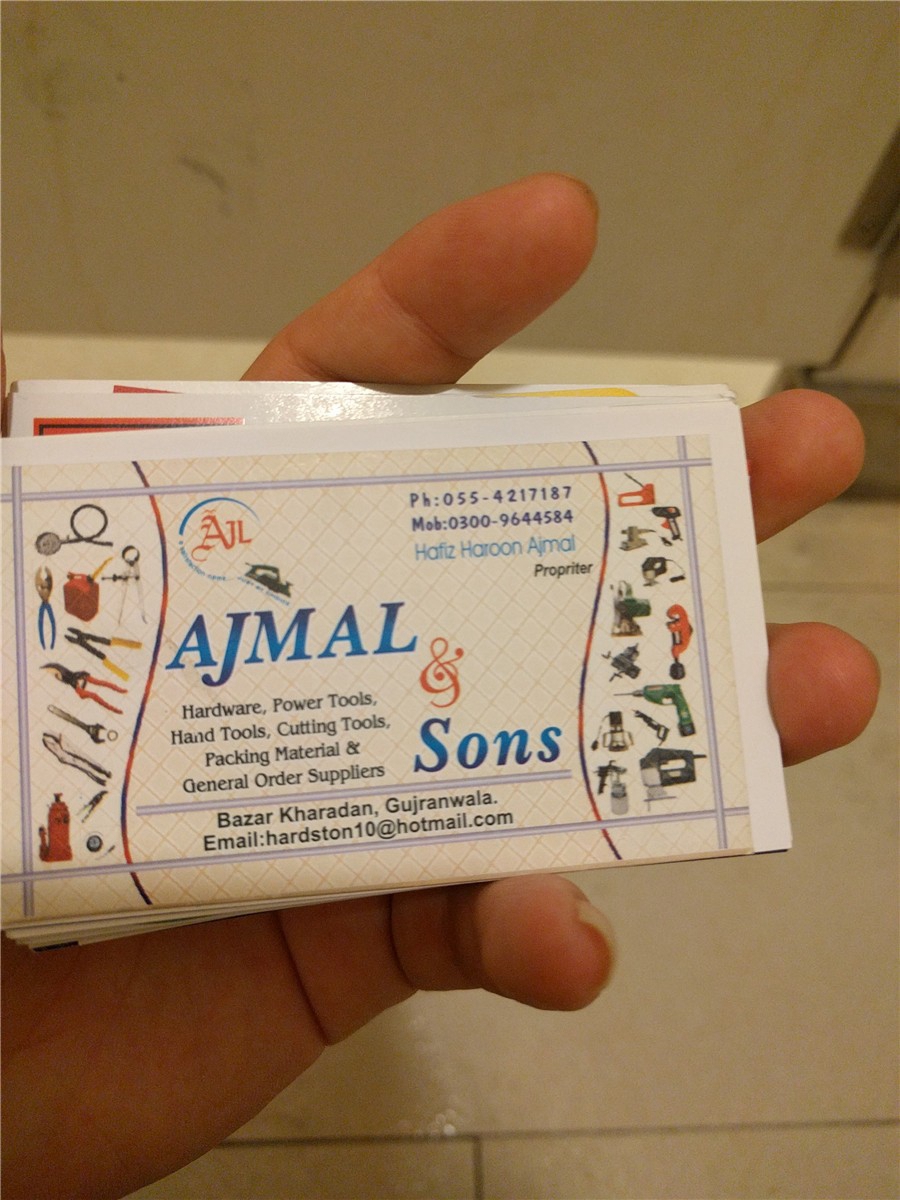 Ph:055-4217187
Mob:0300-9644584
Hafiz Haroon Ajmal
Propriter
ÃJL
AJMAL
&
Sons
Hardware, Power Tools,
Hand Tools, Cutting Tools,
Packing Material &
General Order Suppliers
Bazar Kharadan, Gujranwala.
Email:hardston10@hotmail.com